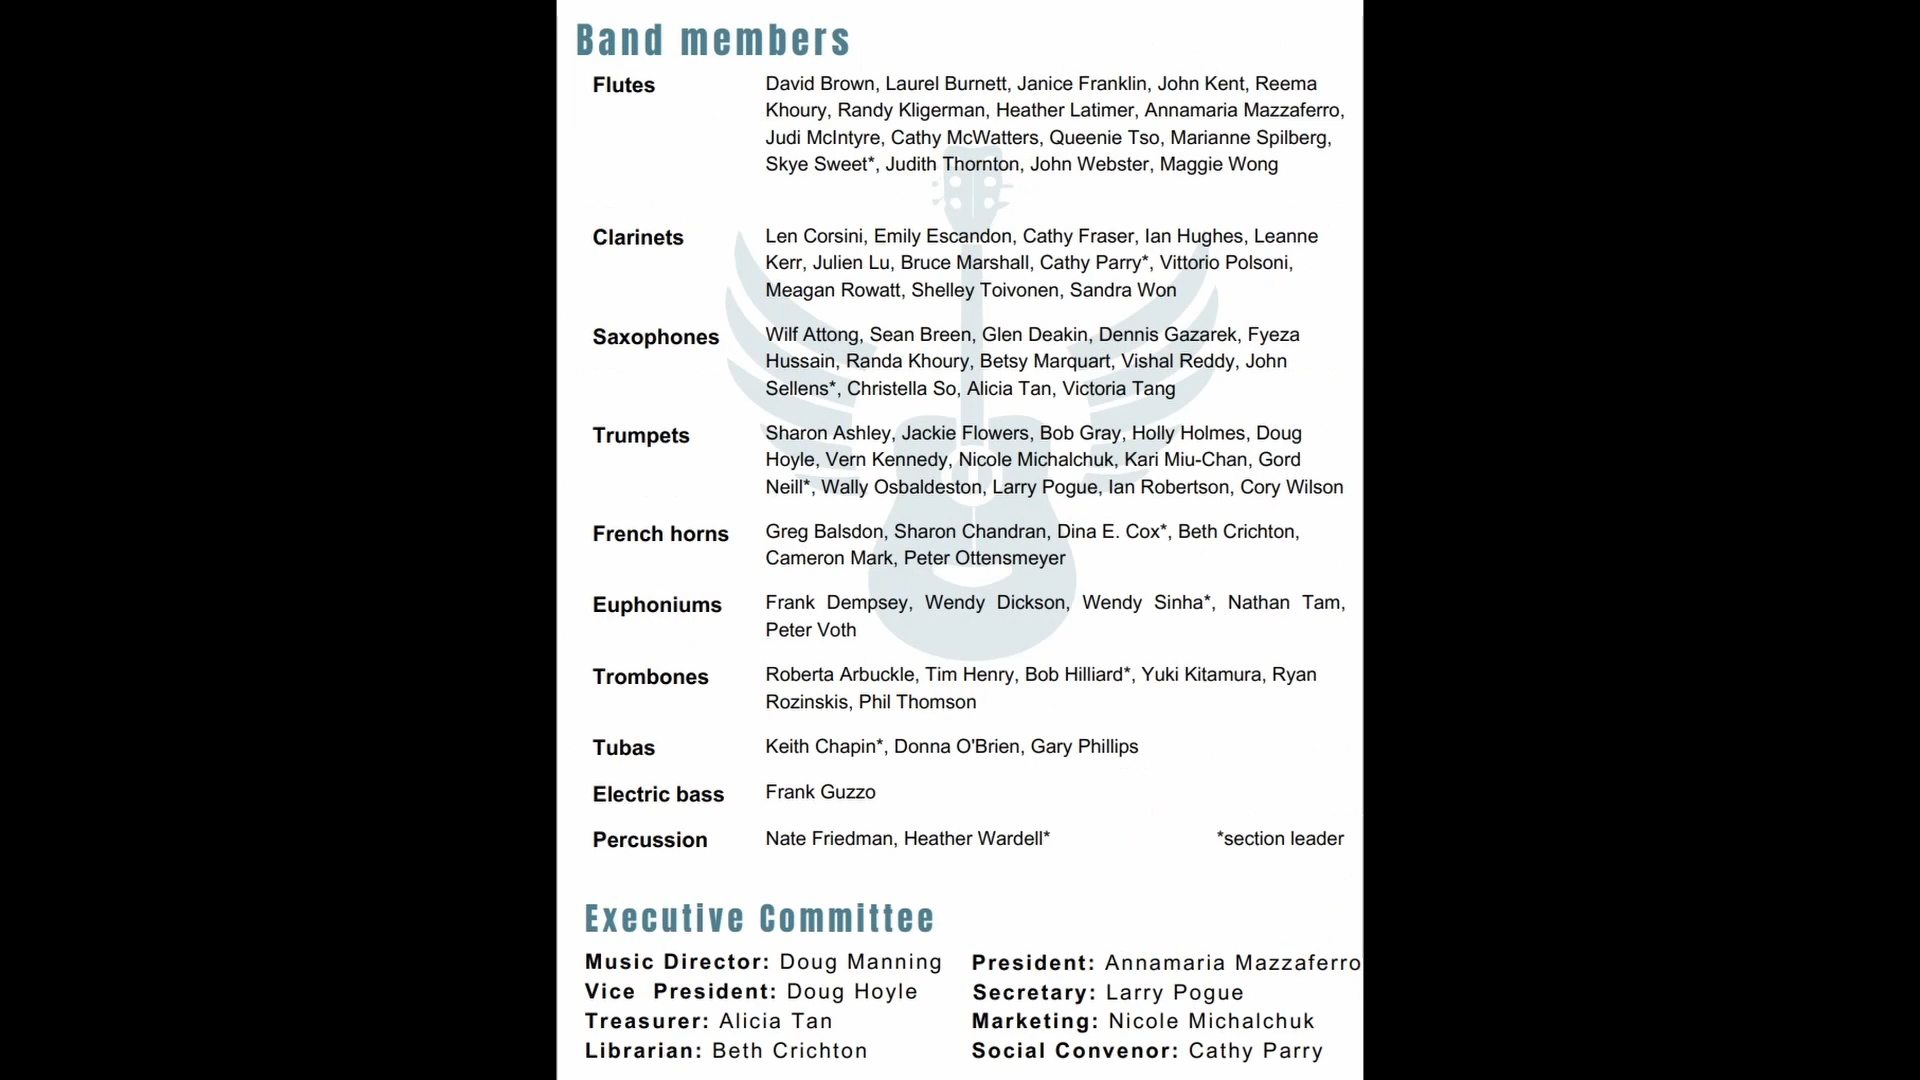 Band members
Flutes
David Brown, Laurel Burnett, Janice Franklin, John Kent, Reema
Khoury, Randy Kligerman, Heather Latimer, Annamaria Mazzaferro,
Judi McIntyre, Cathy McWatters, Queenie Tso, Marianne Spilberg,
Skye Sweet*, Judith Thornton, John Webster, Maggie Wong
Clarinets
Len Corsini, Emily Escandon, Cathy Fraser, Ian Hughes, Leanne
Kerr, Julien Lu, Bruce Marshall, Cathy Parry*, Vittorio Polsoni,
Meagan Rowatt, Shelley Toivonen, Sandra Won
Saxophones
Wilf Attong, Sean Breen, Glen Deakin, Dennis Gazarek, Fyeza
Hussain, Randa Khoury, Betsy Marquart, Vishal Reddy, John
Sellens*, Christella So, Alicia Tan, Victoria Tang
Trumpets
Sharon Ashley, Jackie Flowers, Bob Gray, Holly Holmes, Doug
Hoyle, Vern Kennedy, Nicole Michalchuk, Kari Miu-Chan, Gord
Neill*, Wally Osbaldeston, Larry Pogue, Ian Robertson, Cory Wilson
French horns
Greg Balsdon, Sharon Chandran, Dina E. Cox*, Beth Crichton,
Cameron Mark, Peter Ottensmeyer
Euphoniums
Frank Dempsey, Wendy Dickson, Wendy Sinha*, Nathan Tam,
Peter Voth
Trombones
Roberta Arbuckle, Tim Henry, Bob Hilliard*, Yuki Kitamura, Ryan
Rozinskis, Phil Thomson
Tubas
Keith Chapin*, Donna O'Brien, Gary Phillips
Electric bass
Frank Guzzo
Percussion
Nate Friedman, Heather Wardell*
*section leader
Executive Committee
Music Director: Doug Manning
President: Annamaria Mazzaferro
Vice President: Doug Hoyle
Secretary: Larry Pogue
Treasurer: Alicia Tan
Marketing: Nicole Michalchuk
Librarian: Beth Crichton
Social Convenor: Cathy Parry